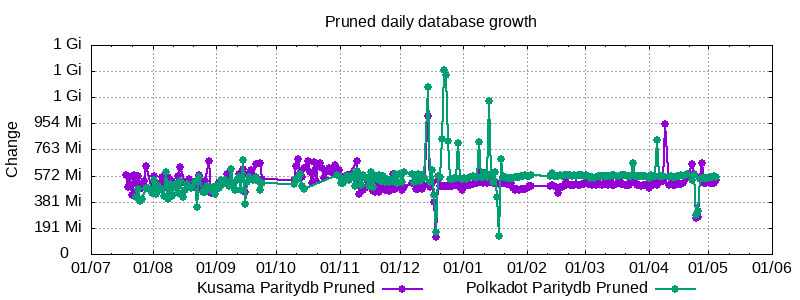 Pruned daily database growth
Change
1 Gi
1 Gi
1 Gi
954 Mi
763 Mi
572 Mi
381 Mi
191 Mi
0
01/07 01/08 01/09 01/10 01/11 01/12 01/01 01/02 01/03 01/04 01/05 01/06
Kusama Paritydb Pruned Polkadot Paritydb Pruned